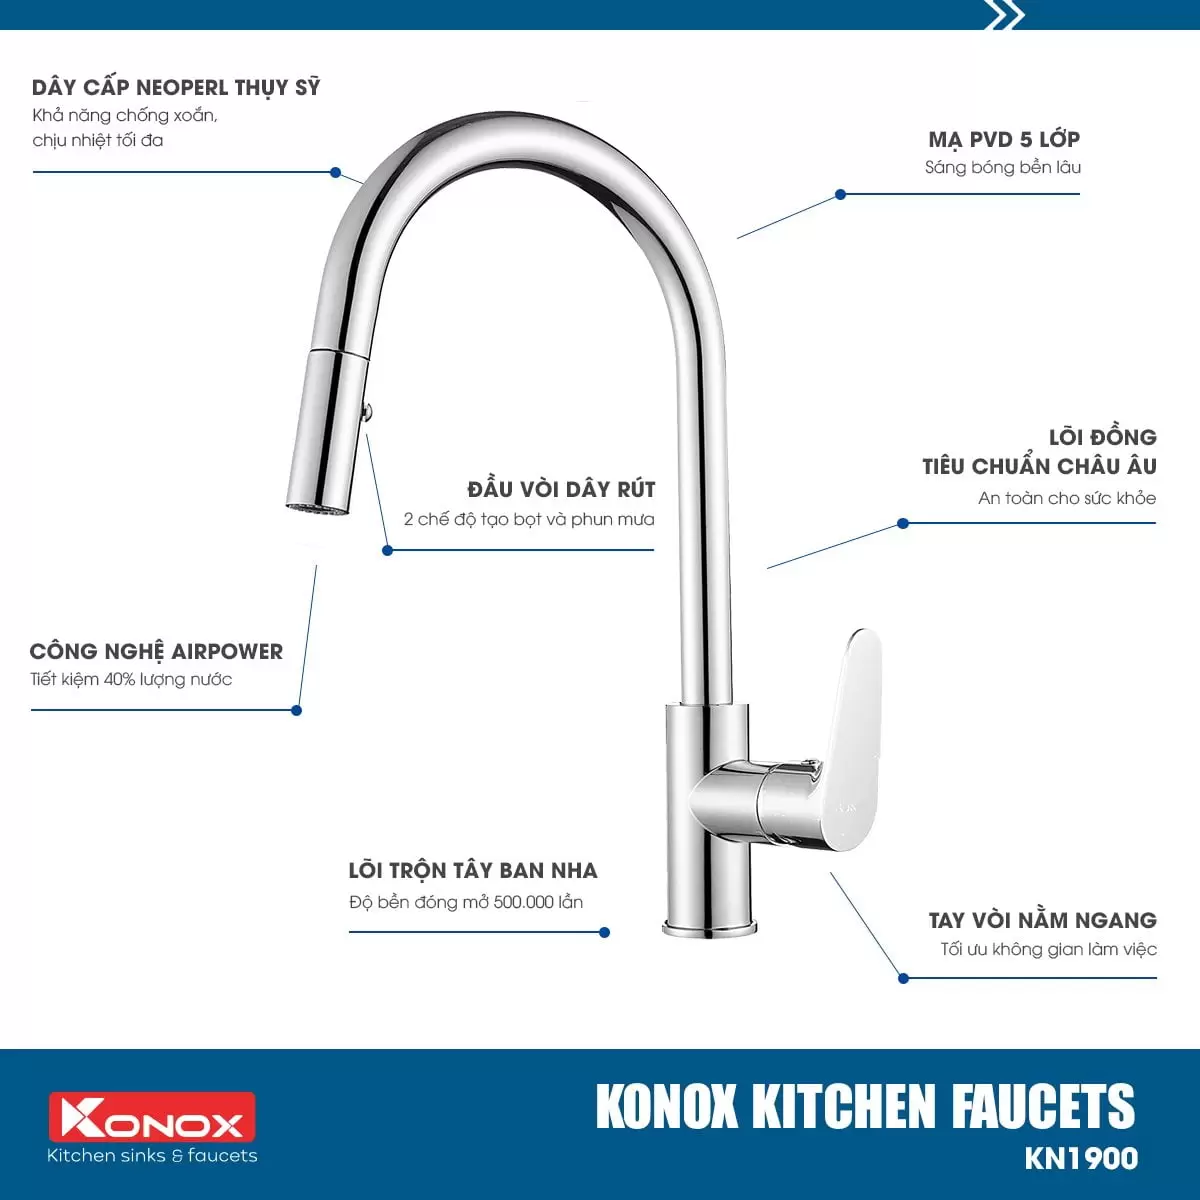 DÂY CẤP NEOPERL THỤY SỸ
Khả năng chống xoắn,
chịu nhiệt tối đa
MẠ PVD 5 LỚP
Sáng bóng bền lâu
LÕI ĐỒNG
TIÊU CHUẨN CHÂU ÂU
An toàn cho sức khỏe
ĐẦU VÒI DÂY RÚT
2 chế độ tạo bọt và phun mưa
CÔNG NGHỆ AIRPOWER
Tiết kiệm 40% lượng nước
KONOX
LÕI TRỘN TÂY BAN NHA
Độ bền đóng mở 500.000 lần
TAY VÒI NẰM NGANG
Tối ưu không gian làm việc
KONOX
Kitchen sinks & faucets
KONOX KITCHEN FAUCETS
KN1900